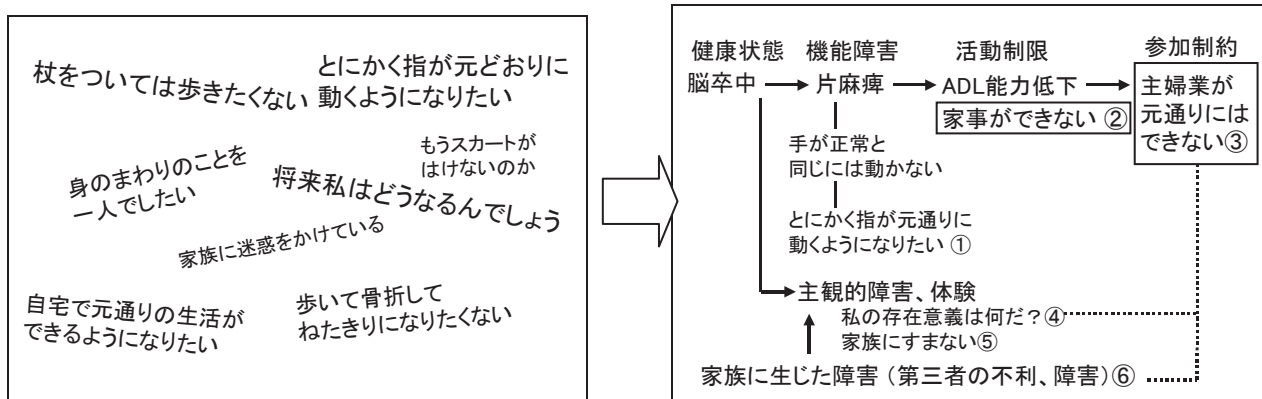 杖をついては歩きたくない
とにかく指が元どおりに
動くようになりたい
もうスカートが
はけないのか
身のまわりのことを
一人でしたい
将来私はどうなるんでしょう
家族に迷惑をかけている
自宅で元通りの生活が
できるようになりたい
歩いて骨折して
ねたきりになりたくない
健康状態 機能障害 活動制限 参加制約
脳卒中 片麻痺 ADL能力低下 主婦業が
家事ができない ② 元通りには
できない③
手が正常と
同じには動かない
とにかく指が元通りに
動くようになりたい ①
主観的障害、体験
私の存在意義は何だ？④
家族にすまない⑤
家族に生じた障害（第三者の不利、障害）⑥